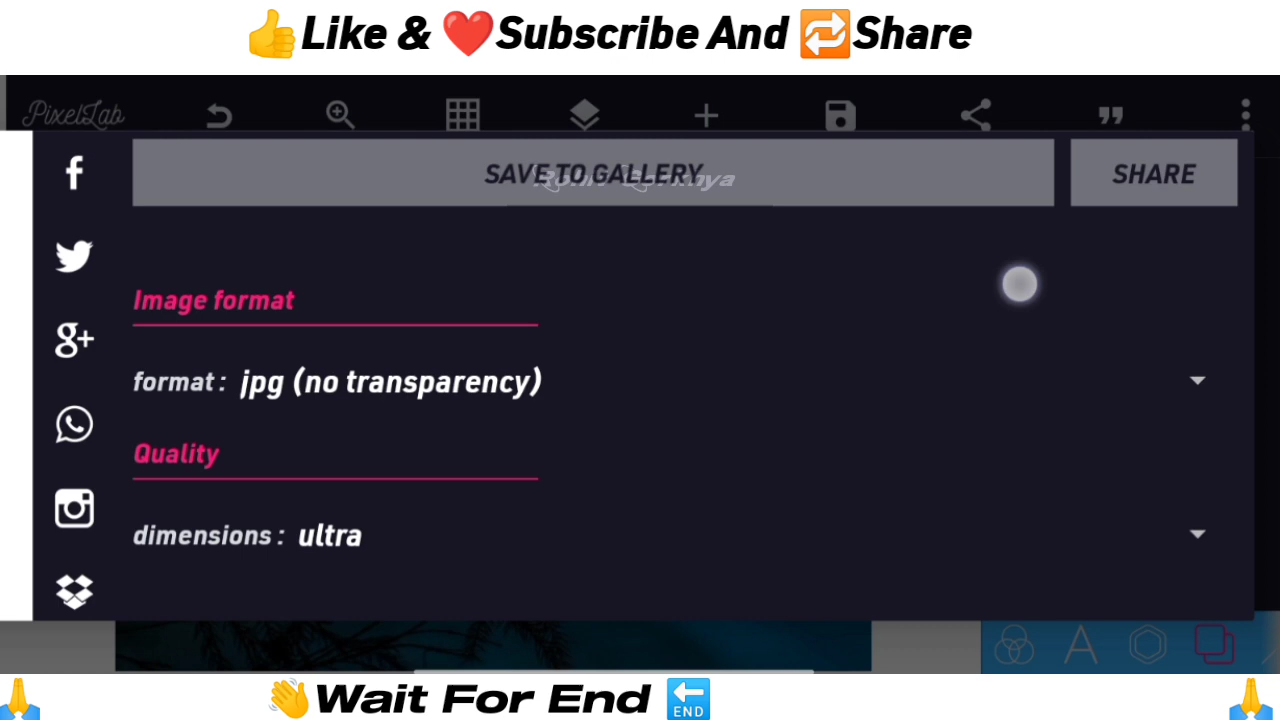 👍Like & ❤️Subscribe And 🔁Share
PixelLab
SAVE TO GALLERY
SHARE
Image format
format : jpg (no transparency)
Quality
dimensions : ultra
👋Wait For End 🔚